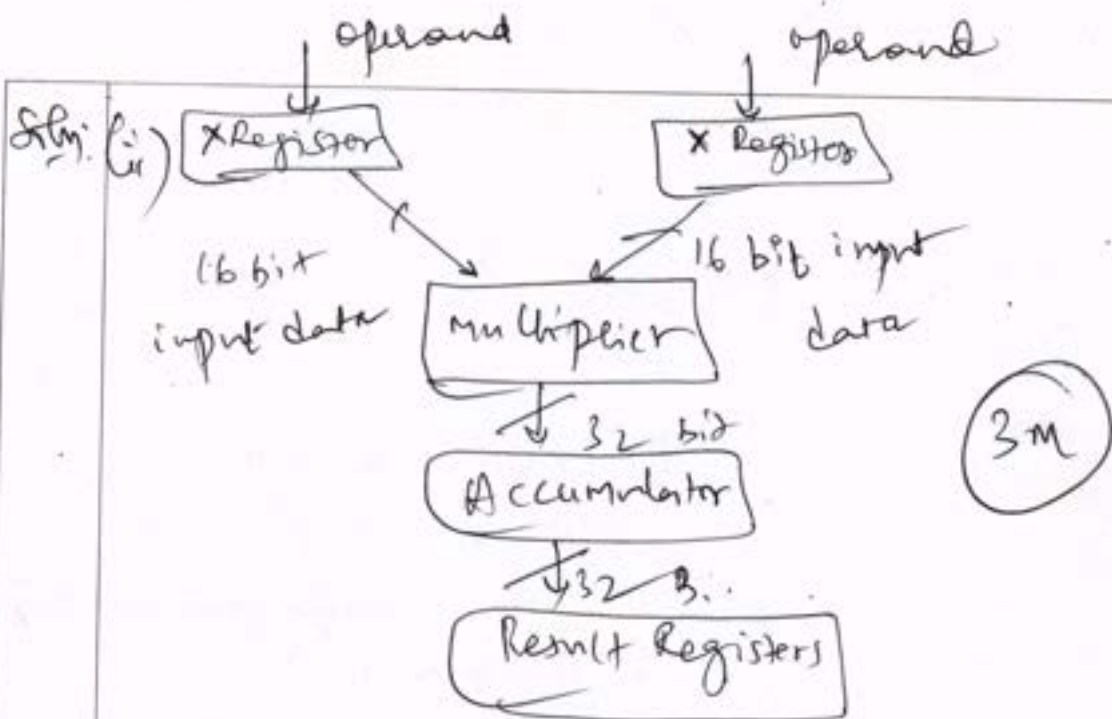 operand operand
Soln: (ii) X Register X Register
16 bit 16 bit input
input data data
Multiplier
32 bit
3M
Accumulator
32 B..
Result Registers